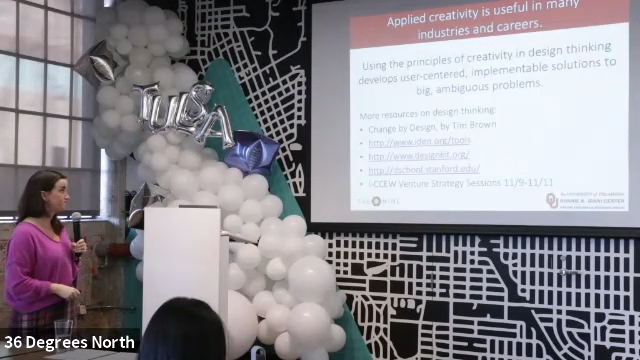 Applied creativity is useful in many
industries and careers.
Using the principles of creativity in design thinking
develops user-centered, implementable solutions to
big, ambiguous problems.
More resources on design thinking:
• Change by Design, by Tim Brown
• http://www.ideo.org/tools
• http://www.designkit.org/
• http://dschool.stanford.edu/
• I-CCEW Venture Strategy Sessions 11/9-11/11
TULSA
36 Degrees North